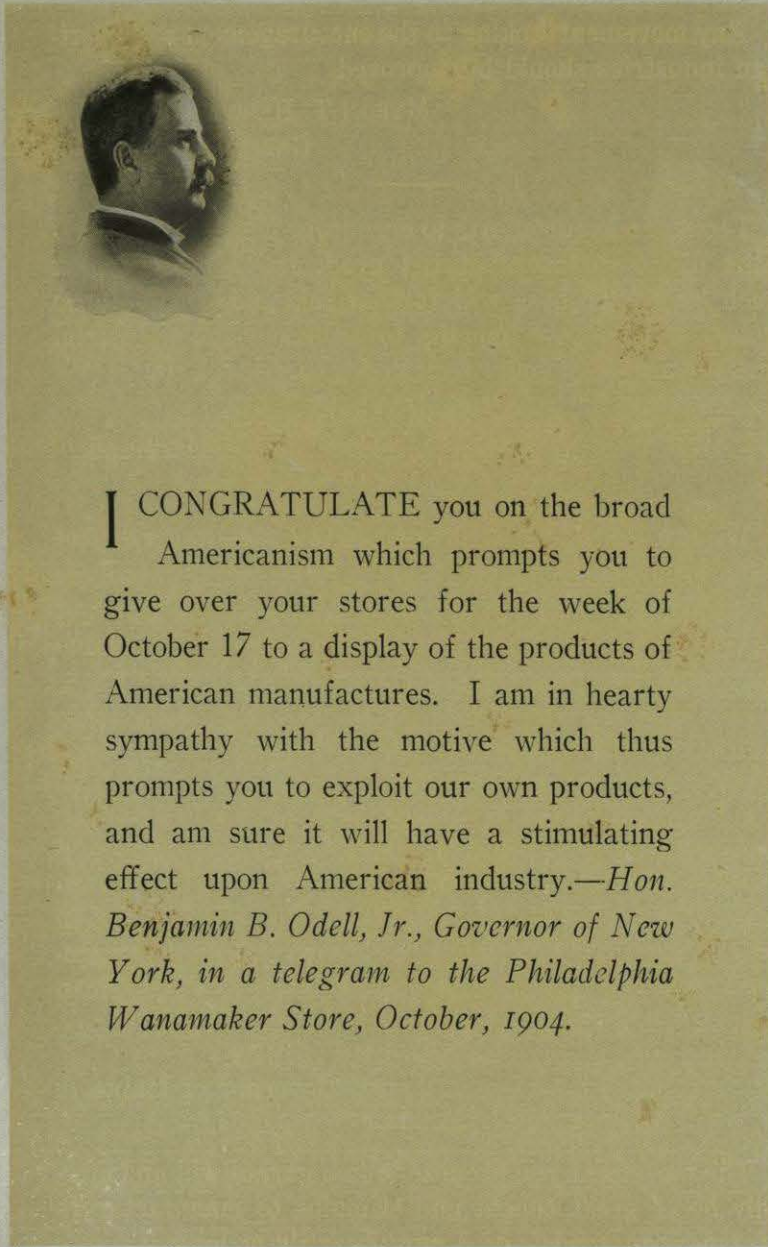 I CONGRATULATE you on the broad
Americanism which prompts you to
give over your stores for the week of
October 17 to a display of the products of
American manufactures. I am in hearty
sympathy with the motive which thus
prompts you to exploit our own products,
and am sure it will have a stimulating
effect upon American industry.—Hon.
Benjamin B. Odell, Jr., Governor of New
York, in a telegram to the Philadelphia
Wanamaker Store, October, 1904.